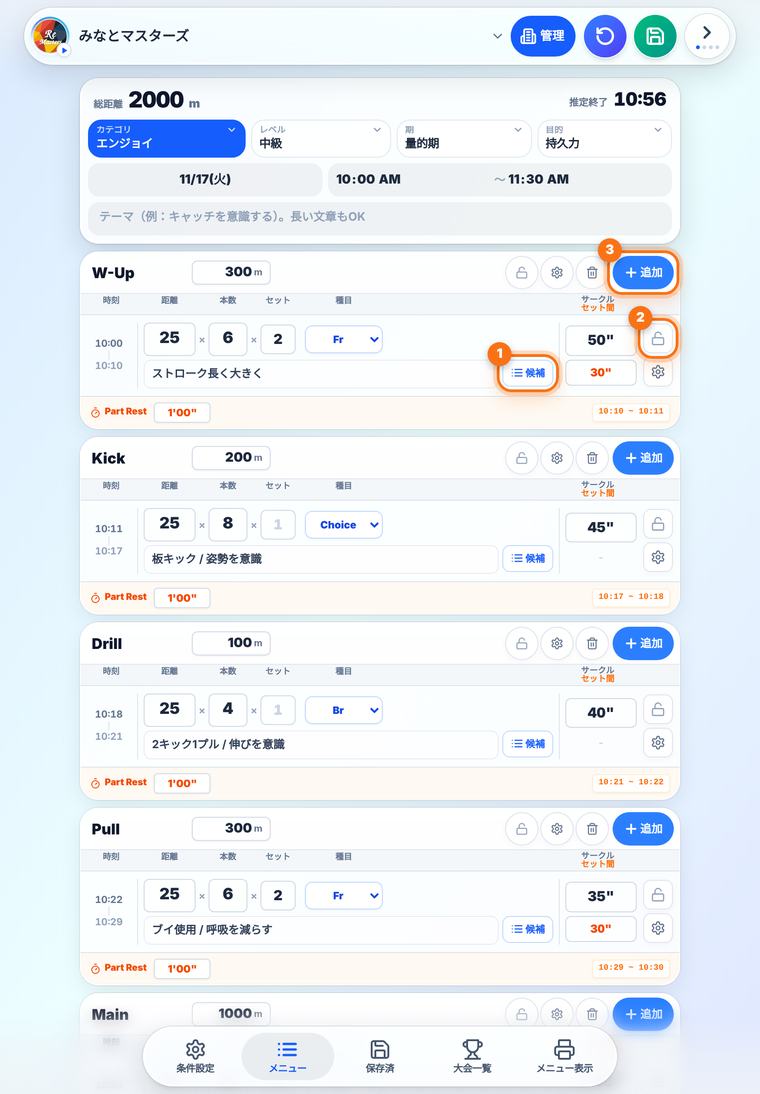 みなとマスターズ
管理
総距離 2000 m
推定終了 10:56
カテゴリ
エンジョイ
レベル
中級
期
量的期
目的
持久力
11/17(火)
10:00 AM ～11:30 AM
テーマ（例：キャッチを意識する）。長い文章もOK
3
W-Up 300 m
+ 追加
時刻 距離 本数 セット 種目 サークル
セット間
2
10:00
10:10
25 × 6 × 2 Fr 50"
1
ストローク長く大きく 候補 30"
Part Rest 1'00" 10:10 ~ 10:11
Kick 200 m
+ 追加
時刻 距離 本数 セット 種目 サークル
セット間
10:11
10:17
25 × 8 × 1 Choice 45"
板キック / 姿勢を意識 候補 -
Part Rest 1'00" 10:17 ~ 10:18
Drill 100 m
+ 追加
時刻 距離 本数 セット 種目 サークル
セット間
10:18
10:21
25 × 4 × 1 Br 40"
2キック1プル / 伸びを意識 候補 -
Part Rest 1'00" 10:21 ~ 10:22
Pull 300 m
+ 追加
時刻 距離 本数 セット 種目 サークル
セット間
10:22
10:29
25 × 6 × 2 Fr 35"
ブイ使用 / 呼吸を減らす 候補 30"
Part Rest 1'00" 10:29 ~ 10:30
Main 1000 m
+ 追加
条件設定
メニュー
保存済
大会一覧
メニュー表示